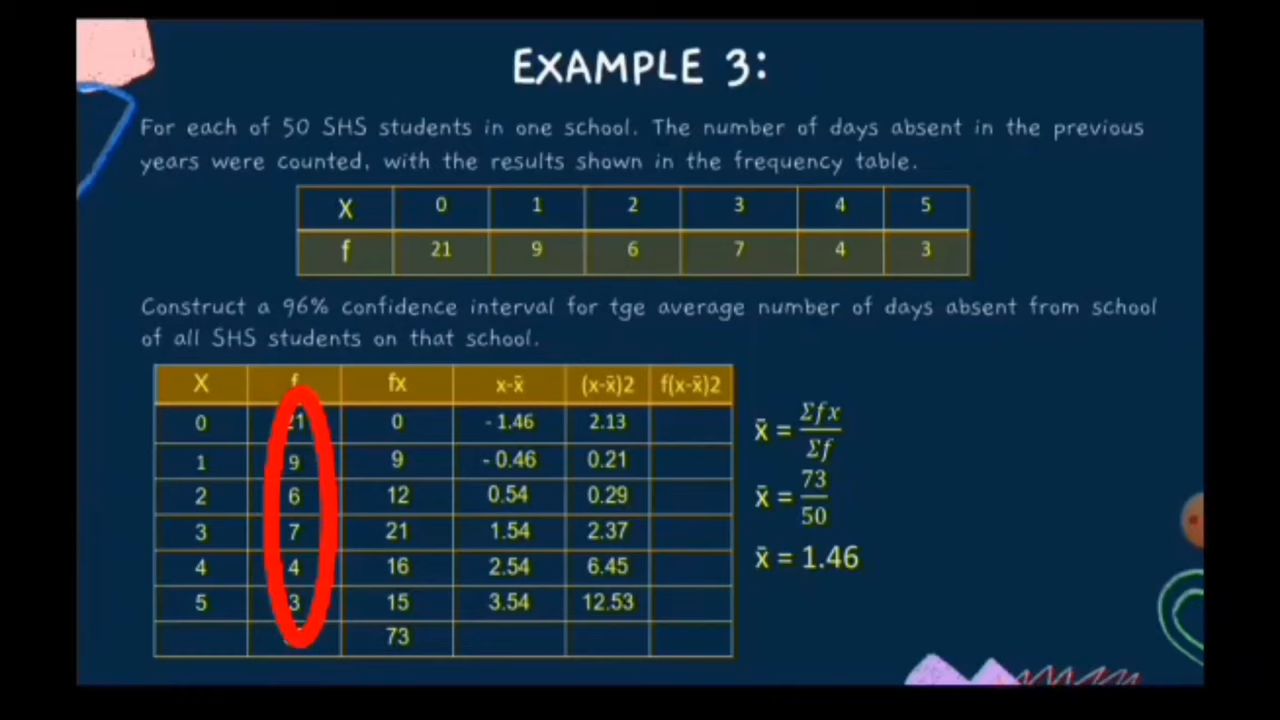 EXAMPLE 3:
For each of 50 SHS students in one school. The number of days absent in the previous
years were counted, with the results shown in the frequency table.
X 0 1 2 3 4 5
f 21 9 6 7 4 3
Construct a 96% confidence interval for tge average number of days absent from school
of all SHS students on that school.
X f fx x-x̄ (x-x̄)2 f(x-x̄)2
0 21 0 - 1.46 2.13
1 9 9 - 0.46 0.21
2 6 12 0.54 0.29
3 7 21 1.54 2.37
4 4 16 2.54 6.45
5 3 15 3.54 12.53
73
x̄ = Σfx / Σf
x̄ = 73 / 50
x̄ = 1.46